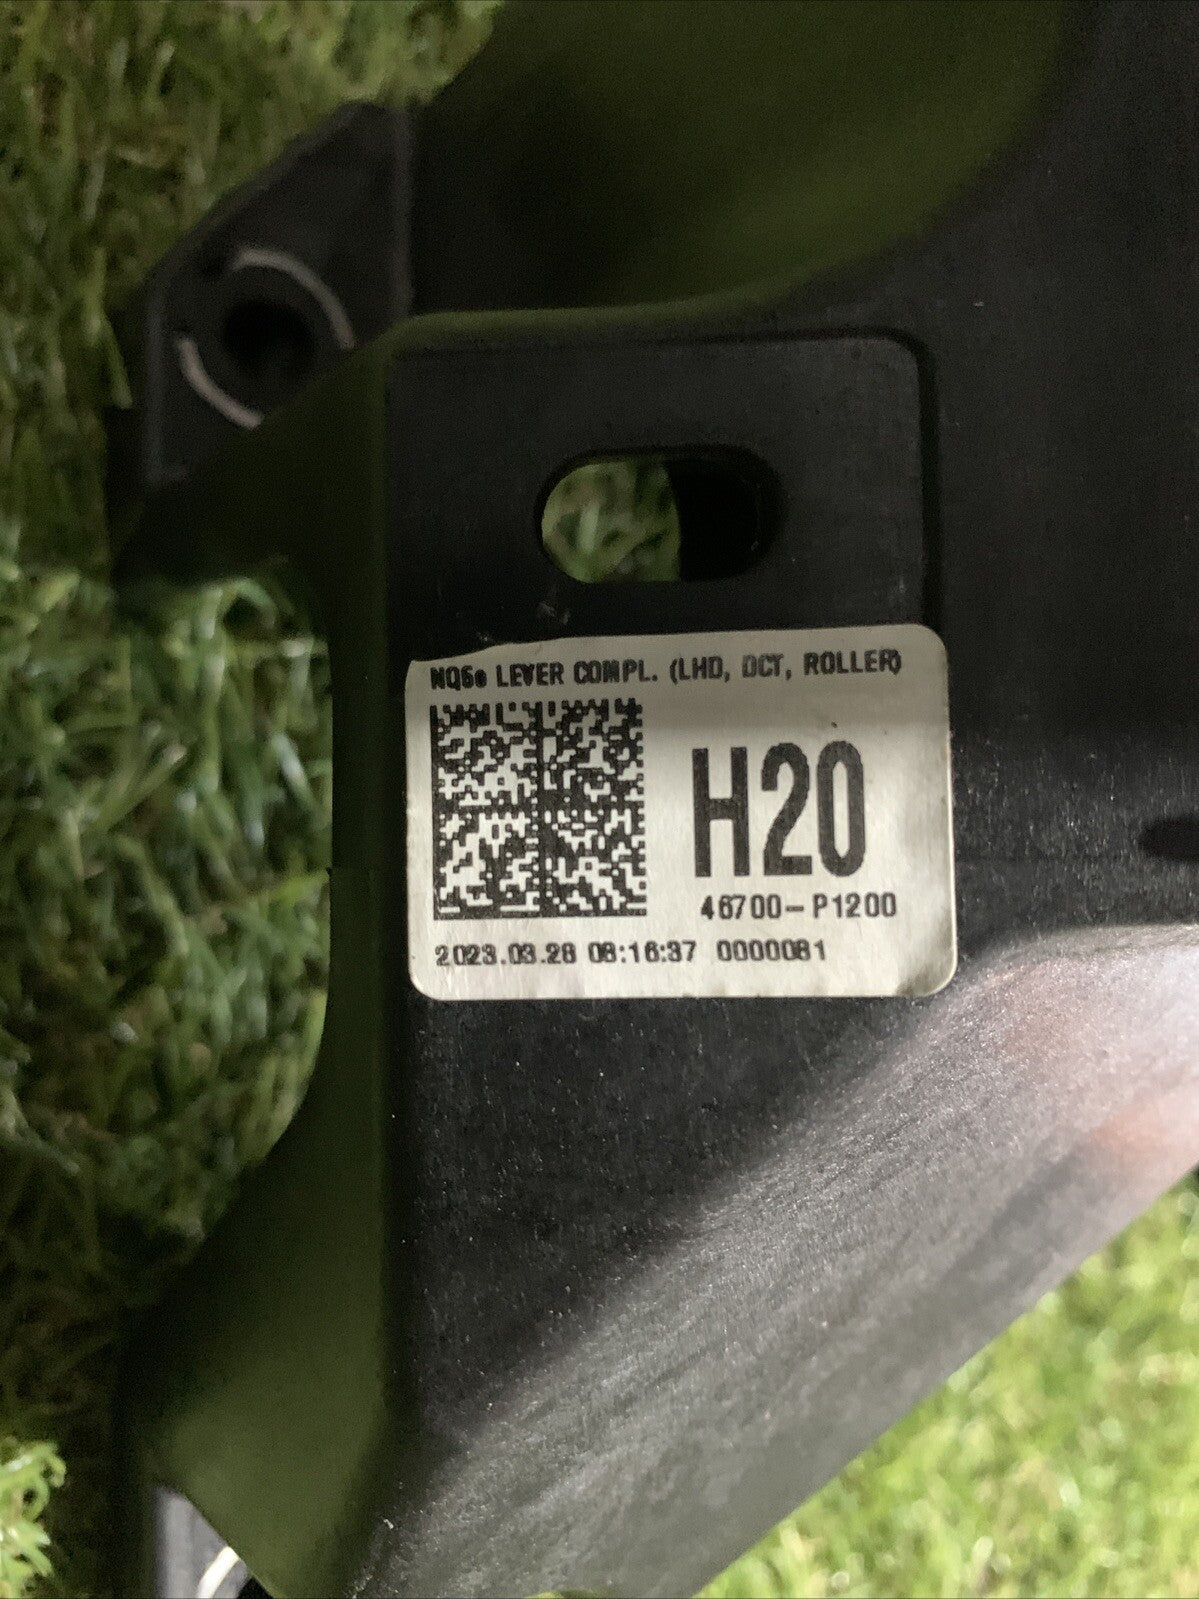 NQ5e LEVER COMPL. (LHD, DCT, ROLLER)
H20
46700-P1200
2023.03.28 08:16:37 0000081